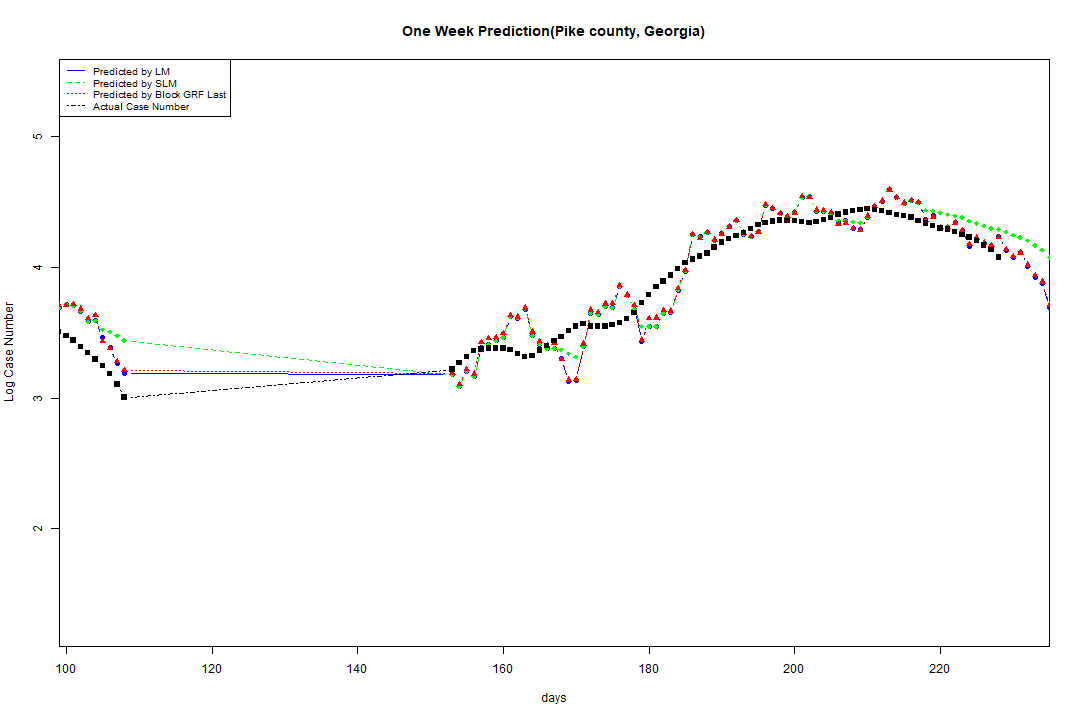 One Week Prediction(Pike county, Georgia)
Predicted by LM
Predicted by SLM
Predicted by Block GRF Last
Actual Case Number
5
4
3
2
Log Case Number
100 120 140 160 180 200 220
days